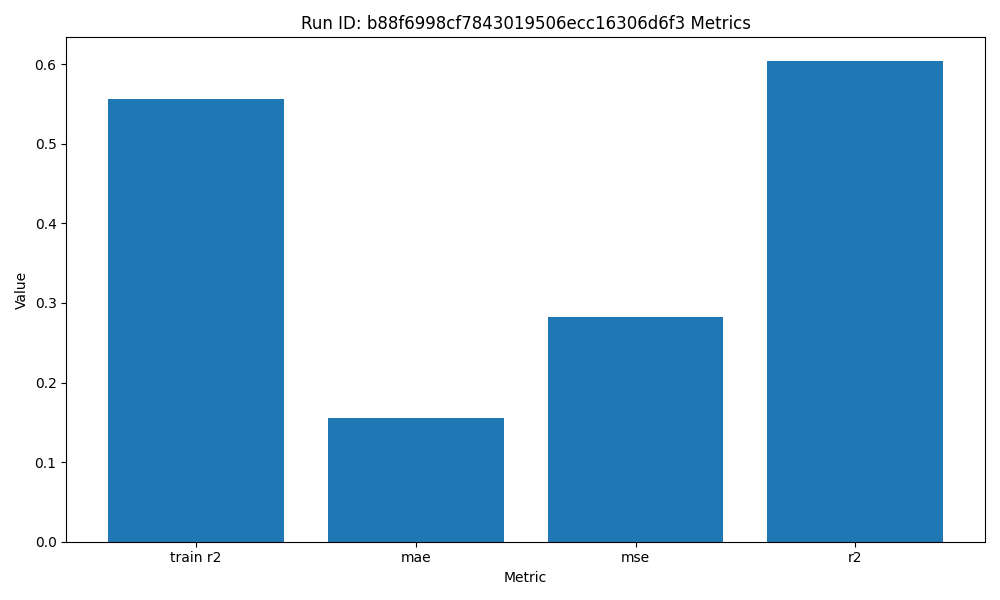 Run ID: b88f6998cf7843019506ecc16306d6f3 Metrics
Value
0.6
0.5
0.4
0.3
0.2
0.1
0.0
train r2
mae
mse
r2
Metric